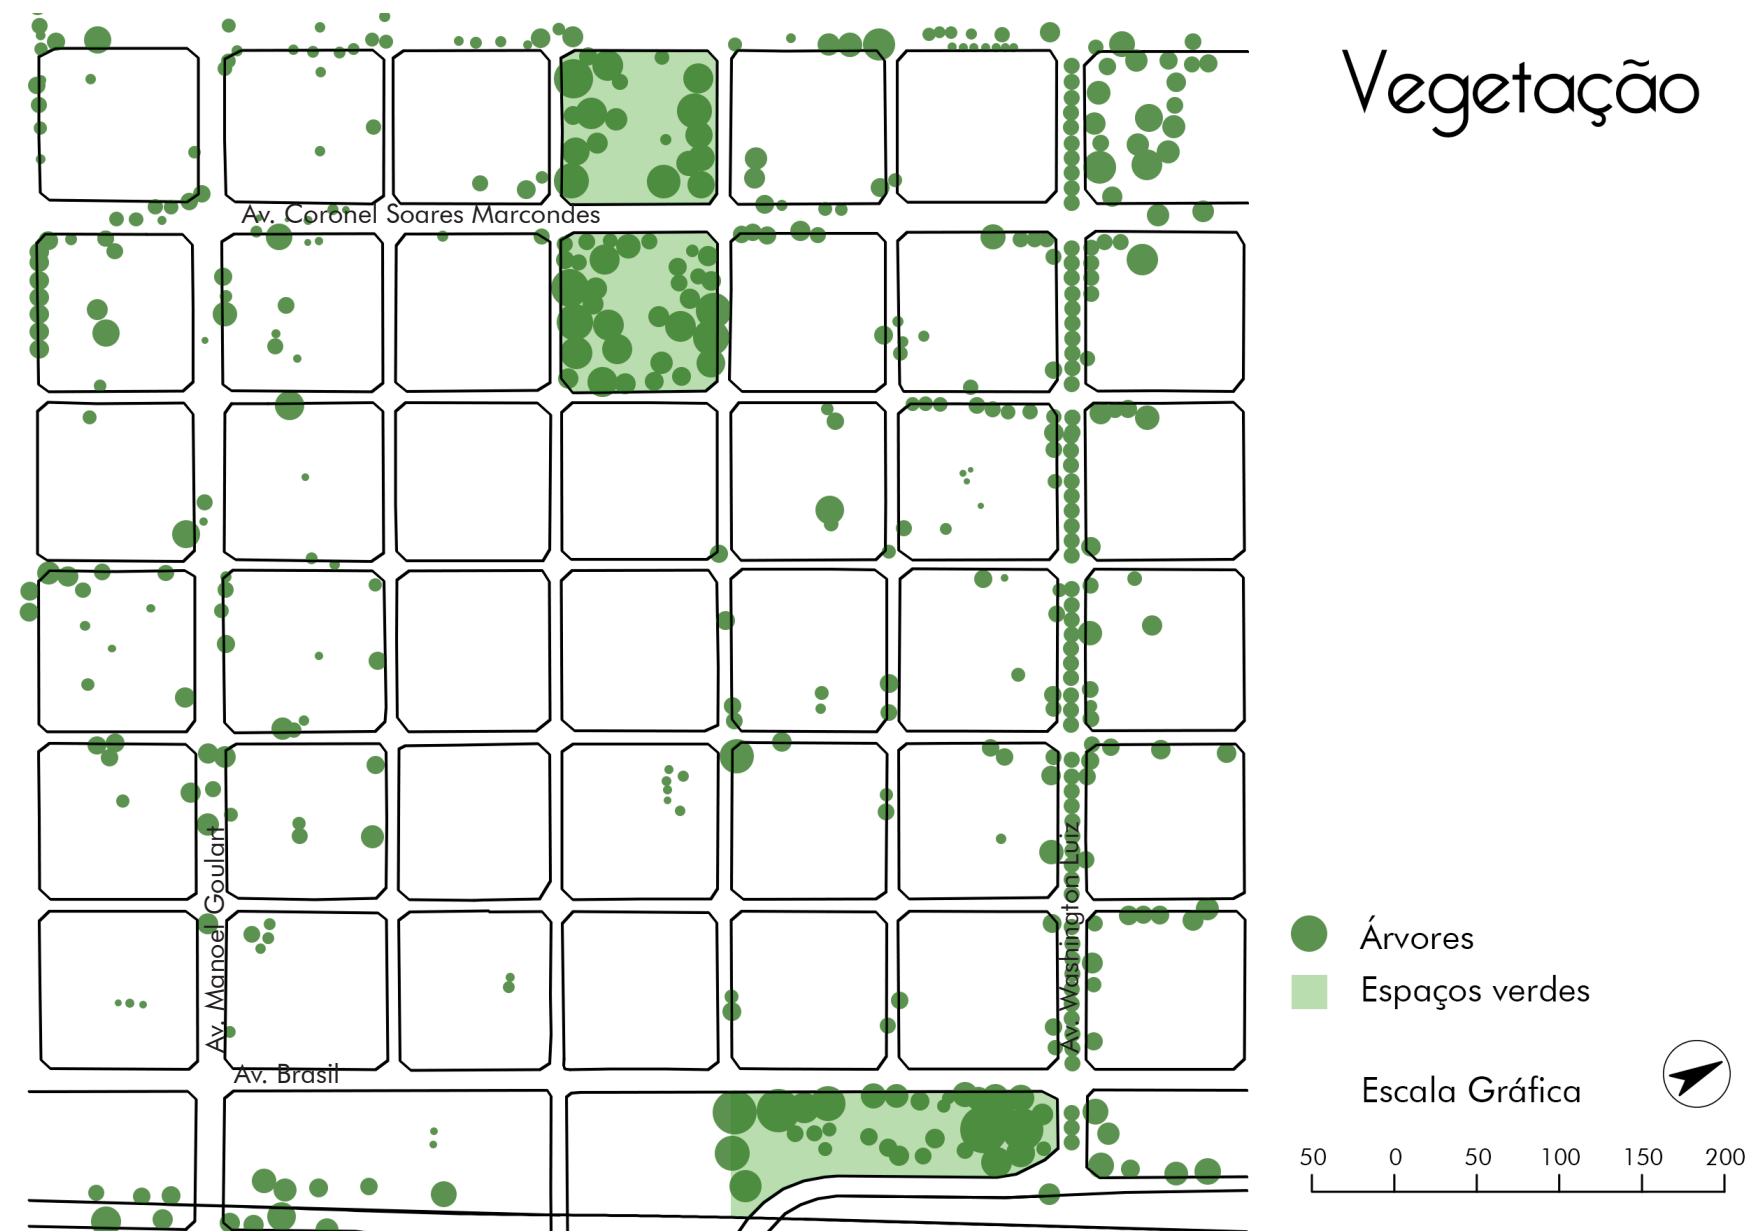 Vegetação
Av. Coronel Soares Marcondes
Av. Manoel Goulart
Av. Washington Luiz
Av. Brasil
Árvores
Espaços verdes
Escala Gráfica
50 0 50 100 150 200